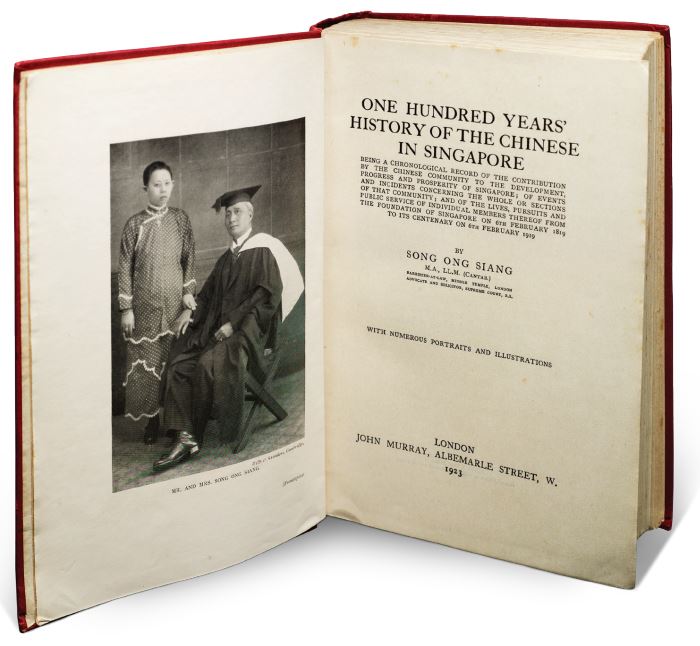 Hills & Saunders, Cambridge.
MR. AND MRS. SONG ONG SIANG.
[Frontispiece
ONE HUNDRED YEARS'
HISTORY OF THE CHINESE
IN SINGAPORE
BEING A CHRONOLOGICAL RECORD OF THE CONTRIBUTION
BY THE CHINESE COMMUNITY TO THE DEVELOPMENT,
PROGRESS AND PROSPERITY OF SINGAPORE; OF EVENTS
AND INCIDENTS CONCERNING THE WHOLE OR SECTIONS
OF THAT COMMUNITY; AND OF THE LIVES, PURSUITS AND
PUBLIC SERVICE OF INDIVIDUAL MEMBERS THEREOF FROM
THE FOUNDATION OF SINGAPORE ON 6TH FEBRUARY 1819
TO ITS CENTENARY ON 6TH FEBRUARY 1919
BY
SONG ONG SIANG
M.A., LL.M. (CANTAB.)
BARRISTER-AT-LAW, MIDDLE TEMPLE, LONDON
ADVOCATE AND SOLICITOR, SUPREME COURT, S.S.
WITH NUMEROUS PORTRAITS AND ILLUSTRATIONS
LONDON
JOHN MURRAY, ALBEMARLE STREET, W.
1923